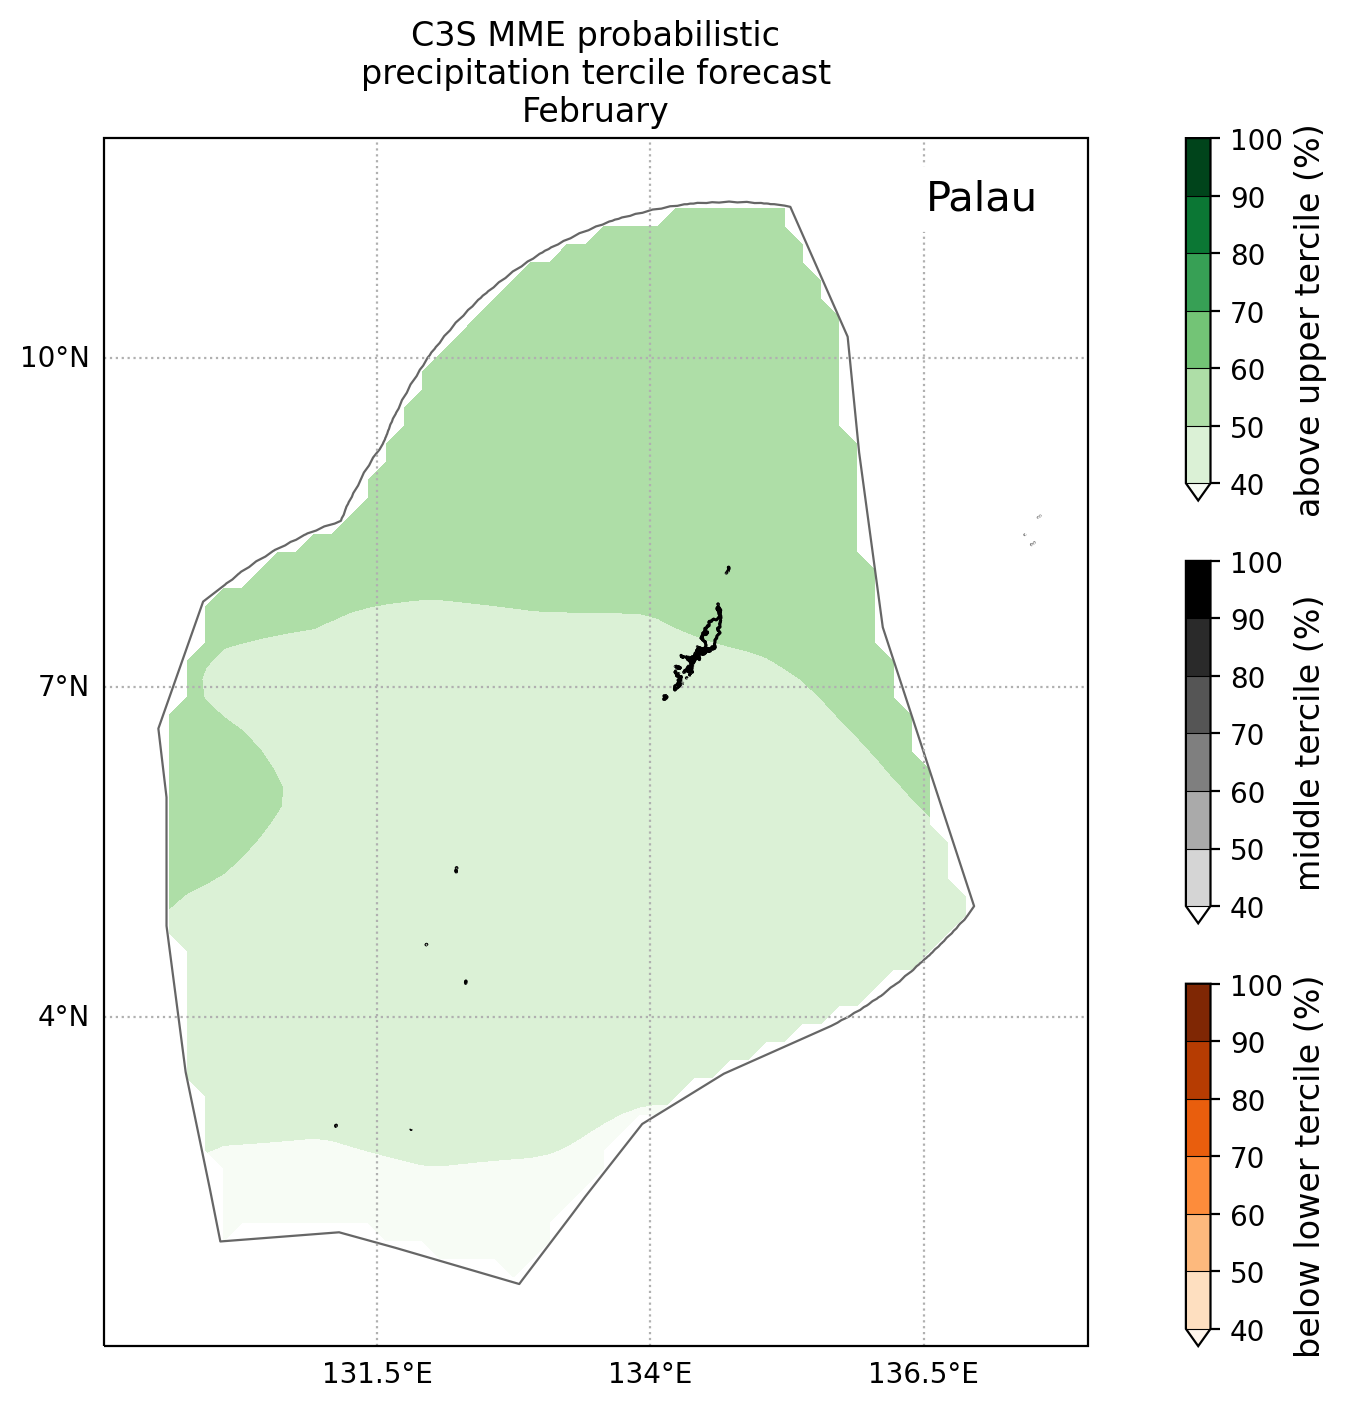 C3S MME probabilistic
precipitation tercile forecast
February
Palau
10°N
7°N
4°N
131.5°E
134°E
136.5°E
100
90
80
70
60
50
40
above upper tercile (%)
100
90
80
70
60
50
40
middle tercile (%)
100
90
80
70
60
50
40
below lower tercile (%)